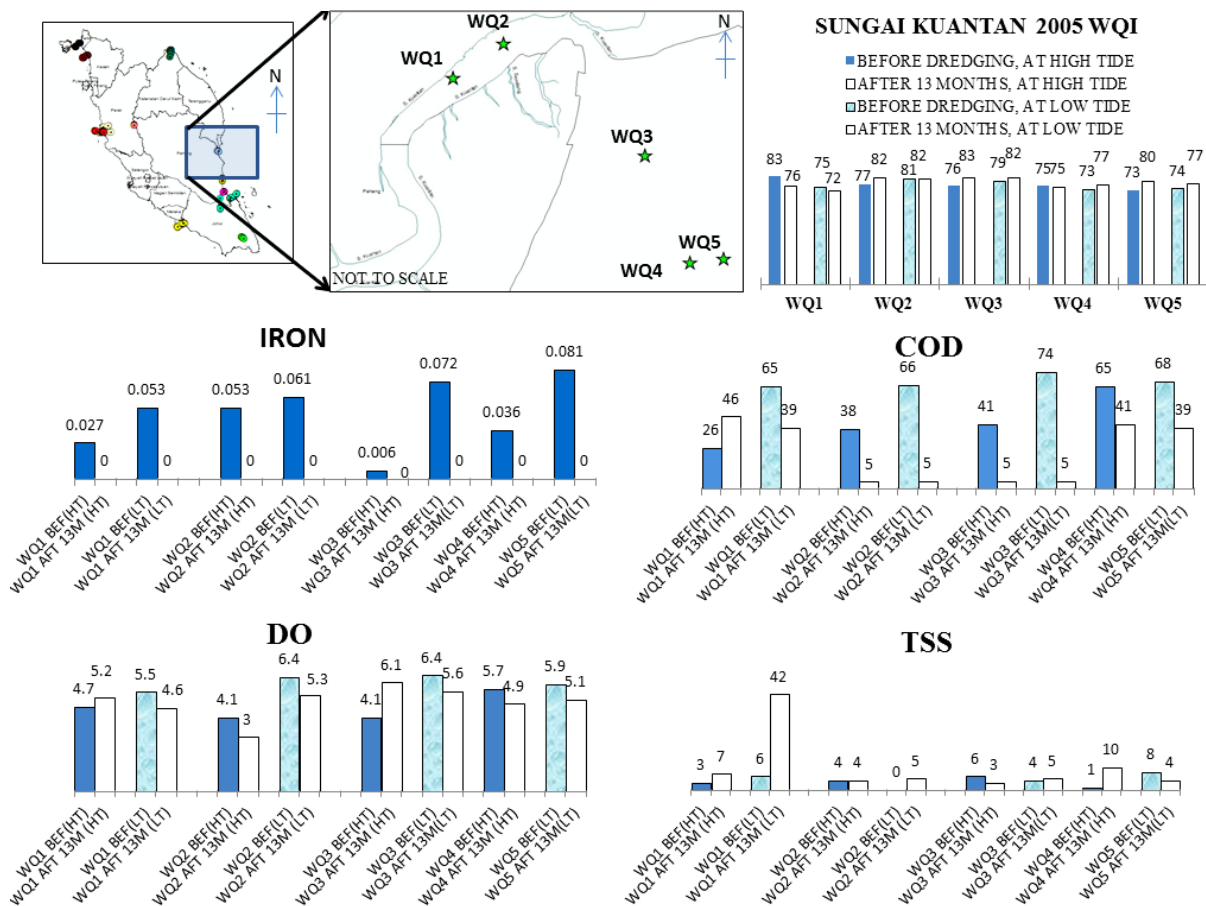 N
Kelantan Darul Naim
Terengganu
Perak
Pahang
Selangor
Negeri Sembilan
Melaka
Johor
WQ2
N
WQ1
S. Kuantan
WQ3
Pahang
S. Kuantan
WQ5
WQ4
NOT TO SCALE
SUNGAI KUANTAN 2005 WQI
BEFORE DREDGING, AT HIGH TIDE
AFTER 13 MONTHS, AT HIGH TIDE
BEFORE DREDGING, AT LOW TIDE
AFTER 13 MONTHS, AT LOW TIDE
83 76 75 72 77 82 81 82 76 83 79 82 75 75 73 77 73 80 74 77
WQ1 WQ2 WQ3 WQ4 WQ5
IRON
0.027 0 0.053 0 0.053 0 0.061 0 0.006 0 0.072 0 0.036 0 0.081 0
WQ1 BEF(HT)
WQ1 AFT 13M (HT)
WQ1 BEF(LT)
WQ1 AFT 13M(LT)
WQ2 BEF(HT)
WQ2 AFT 13M (HT)
WQ2 BEF(LT)
WQ2 AFT 13M (LT)
WQ3 BEF(HT)
WQ3 AFT 13M (HT)
WQ3 BEF(LT)
WQ3 AFT 13M(LT)
WQ4 BEF(HT)
WQ4 AFT 13M (HT)
WQ5 BEF(LT)
WQ5 AFT 13M(LT)
COD
26 46 65 39 38 5 66 5 41 5 74 5 65 41 68 39
WQ1 BEF(HT)
WQ1 AFT 13M (HT)
WQ1 BEF(LT)
WQ1 AFT 13M(LT)
WQ2 BEF(HT)
WQ2 AFT 13M (HT)
WQ2 BEF(LT)
WQ2 AFT 13M (LT)
WQ3 BEF(HT)
WQ3 AFT 13M (HT)
WQ3 BEF(LT)
WQ3 AFT 13M(LT)
WQ4 BEF(HT)
WQ4 AFT 13M (HT)
WQ5 BEF(LT)
WQ5 AFT 13M(LT)
DO
4.7 5.2 5.5 4.6 4.1 3 6.4 5.3 4.1 6.1 6.4 5.6 5.7 4.9 5.9 5.1
WQ1 BEF(HT)
WQ1 AFT 13M (HT)
WQ1 BEF(LT)
WQ1 AFT 13M(LT)
WQ2 BEF(HT)
WQ2 AFT 13M (HT)
WQ2 BEF(LT)
WQ2 AFT 13M (LT)
WQ3 BEF(HT)
WQ3 AFT 13M (HT)
WQ3 BEF(LT)
WQ3 AFT 13M(LT)
WQ4 BEF(HT)
WQ4 AFT 13M (HT)
WQ5 BEF(LT)
WQ5 AFT 13M(LT)
TSS
3 7 6 42 4 4 0 5 6 3 4 5 1 10 8 4
WQ1 BEF(HT)
WQ1 AFT 13M (HT)
WQ1 BEF(LT)
WQ1 AFT 13M(LT)
WQ2 BEF(HT)
WQ2 AFT 13M (HT)
WQ2 BEF(LT)
WQ2 AFT 13M (LT)
WQ3 BEF(HT)
WQ3 AFT 13M (HT)
WQ3 BEF(LT)
WQ3 AFT 13M(LT)
WQ4 BEF(HT)
WQ4 AFT 13M (HT)
WQ5 BEF(LT)
WQ5 AFT 13M(LT)